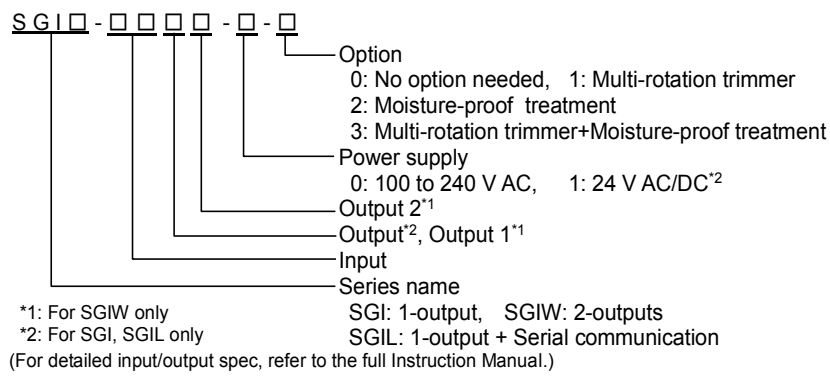 S G I □ - □ □ □ □ - □ - □
Option
0: No option needed, 1: Multi-rotation trimmer
2: Moisture-proof treatment
3: Multi-rotation trimmer+Moisture-proof treatment
Power supply
0: 100 to 240 V AC, 1: 24 V AC/DC*2
Output 2*1
Output*2, Output 1*1
Input
Series name
SGI: 1-output, SGIW: 2-outputs
SGIL: 1-output + Serial communication
*1: For SGIW only
*2: For SGI, SGIL only
(For detailed input/output spec, refer to the full Instruction Manual.)